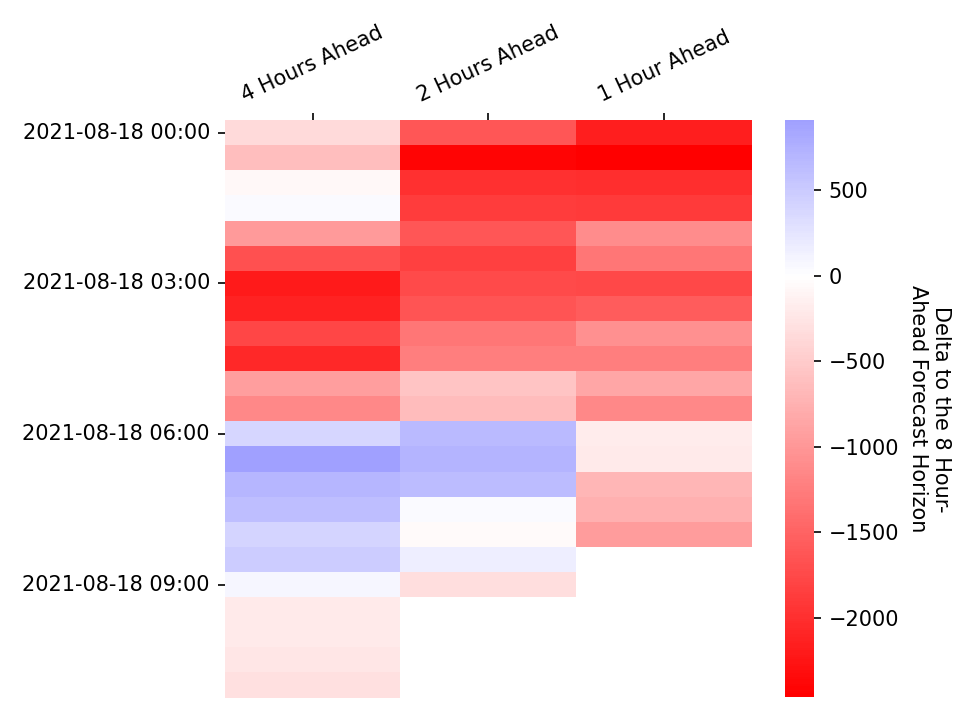 4 Hours Ahead
2 Hours Ahead
1 Hour Ahead
2021-08-18 00:00
2021-08-18 03:00
2021-08-18 06:00
2021-08-18 09:00
500
0
−500
−1000
−1500
−2000
Delta to the 8 Hour-
Ahead Forecast Horizon